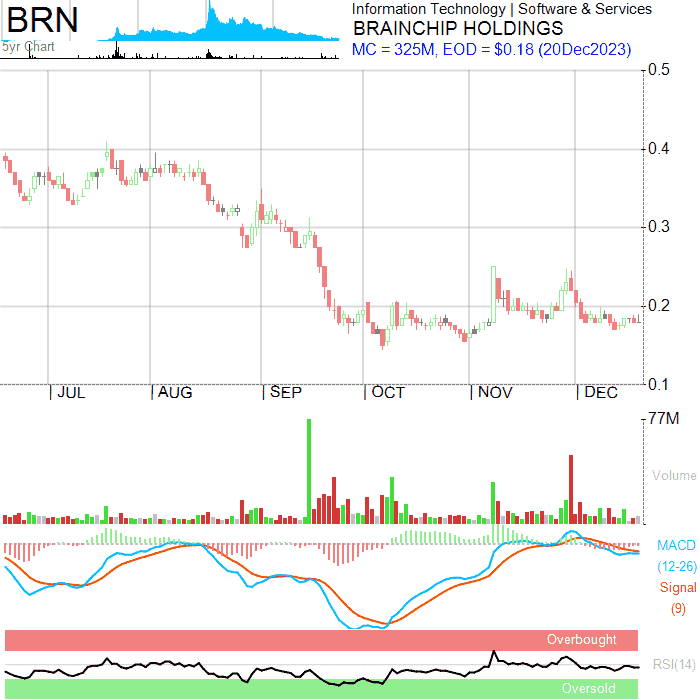 BRN
5yr Chart
Information Technology | Software & Services
BRAINCHIP HOLDINGS
MC = 325M, EOD = $0.18 (20Dec2023)
0.5
0.4
0.3
0.2
0.1
JUL
AUG
SEP
OCT
NOV
DEC
77M
Volume
MACD
(12-26)
Signal
(9)
Overbought
RSI(14)
Oversold